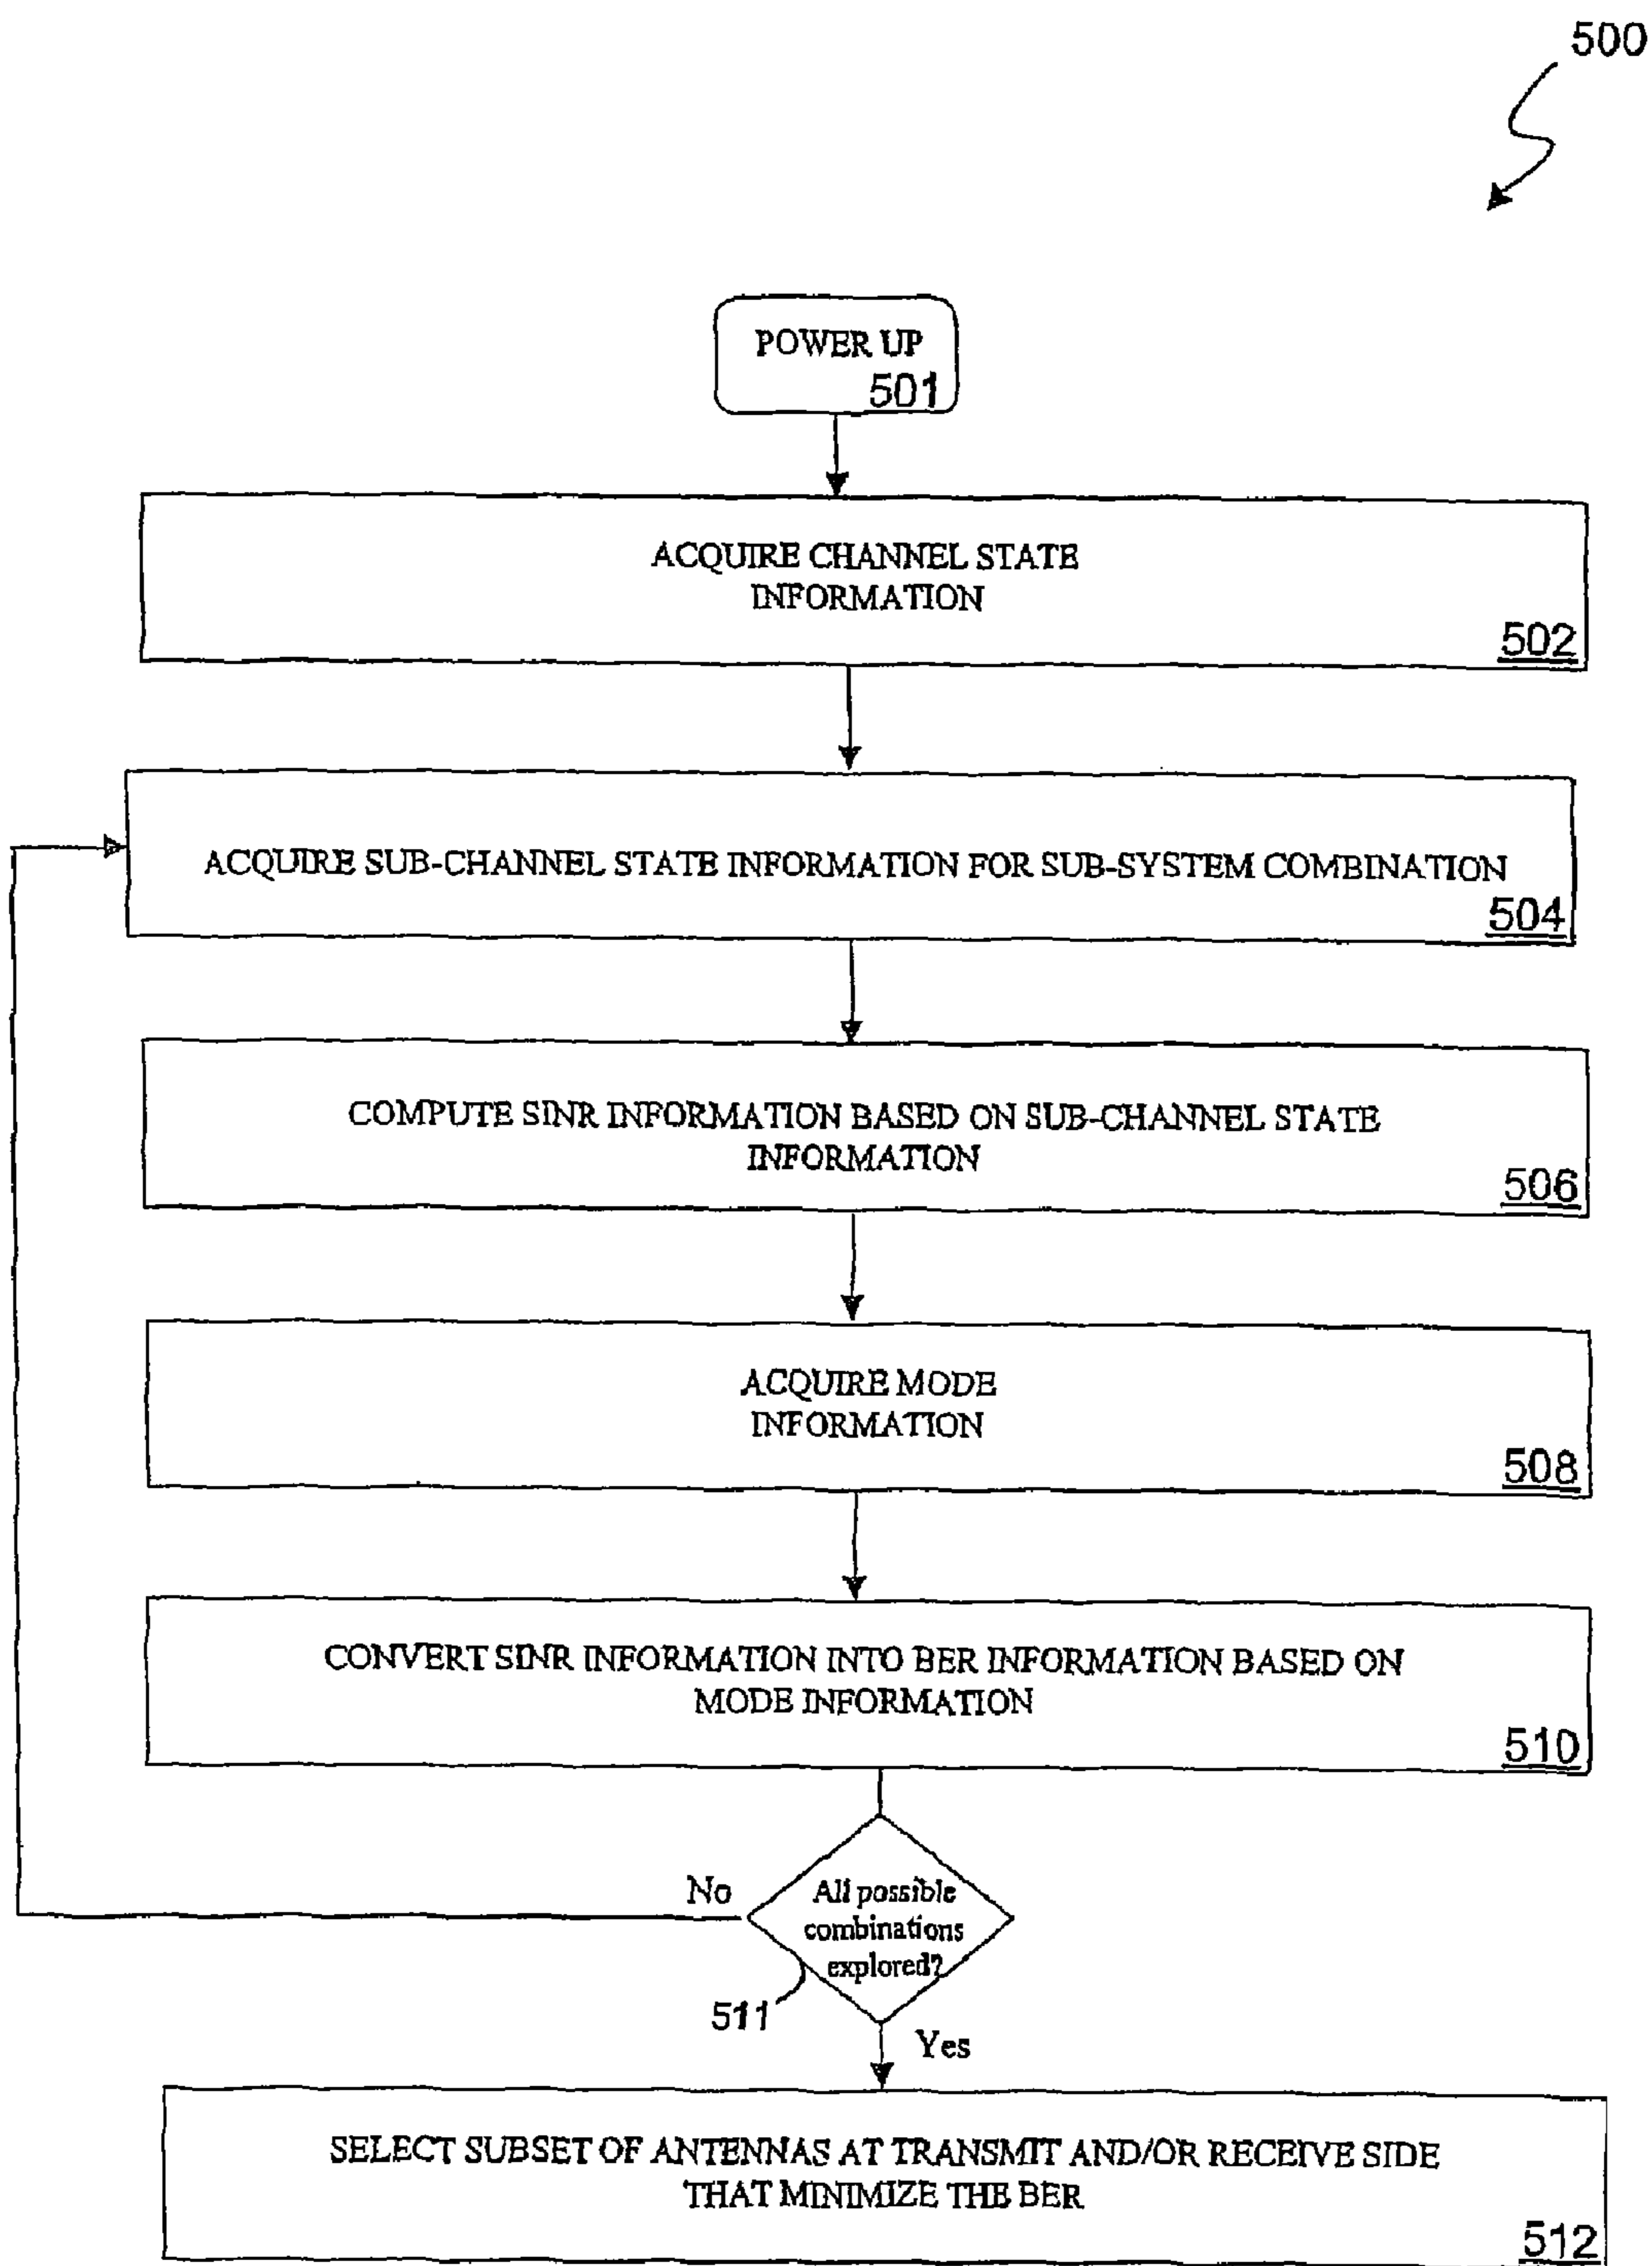 500
POWER UP
501
ACQUIRE CHANNEL STATE
INFORMATION
502
ACQUIRE SUB-CHANNEL STATE INFORMATION FOR SUB-SYSTEM COMBINATION
504
COMPUTE SINR INFORMATION BASED ON SUB-CHANNEL STATE
INFORMATION
506
ACQUIRE MODE
INFORMATION
508
CONVERT SINR INFORMATION INTO BER INFORMATION BASED ON
MODE INFORMATION
510
No
All possible
combinations
explored?
511
Yes
SELECT SUBSET OF ANTENNAS AT TRANSMIT AND/OR RECEIVE SIDE
THAT MINIMIZE THE BER
512